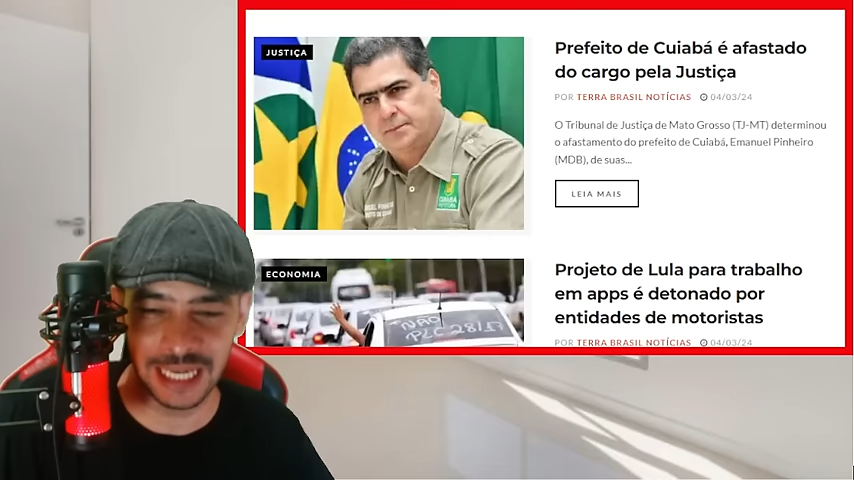 JUSTIÇA
Prefeito de Cuiabá é afastado
do cargo pela Justiça
POR TERRA BRASIL NOTÍCIAS 04/03/24
O Tribunal de Justiça de Mato Grosso (TJ-MT) determinou
o afastamento do prefeito de Cuiabá, Emanuel Pinheiro
(MDB), de suas...
LEIA MAIS
CUIABÁ
ECONOMIA
Projeto de Lula para trabalho
em apps é detonado por
entidades de motoristas
POR TERRA BRASIL NOTÍCIAS 04/03/24
NÃO